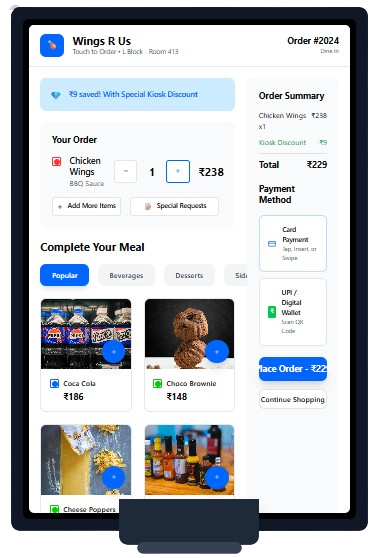 Wings R Us
Touch to Order • L Block - Room 413
Order #2024
Dine In
₹9 saved! With Special Kiosk Discount
Your Order
Chicken
Wings
BBQ Sauce
− 1 + ₹238
+ Add More Items
Special Requests
Complete Your Meal
Popular
Beverages
Desserts
Side
pepsi
+
Coca Cola
₹186
+
Choco Brownie
₹148
+
Cheese Poppers
+
Order Summary
Chicken Wings ₹238
x1
Kiosk Discount -₹9
Total ₹229
Payment
Method
Card
Payment
Tap, Insert, or
Swipe
₹
UPI /
Digital
Wallet
Scan QR
Code
Place Order - ₹22
Continue Shopping